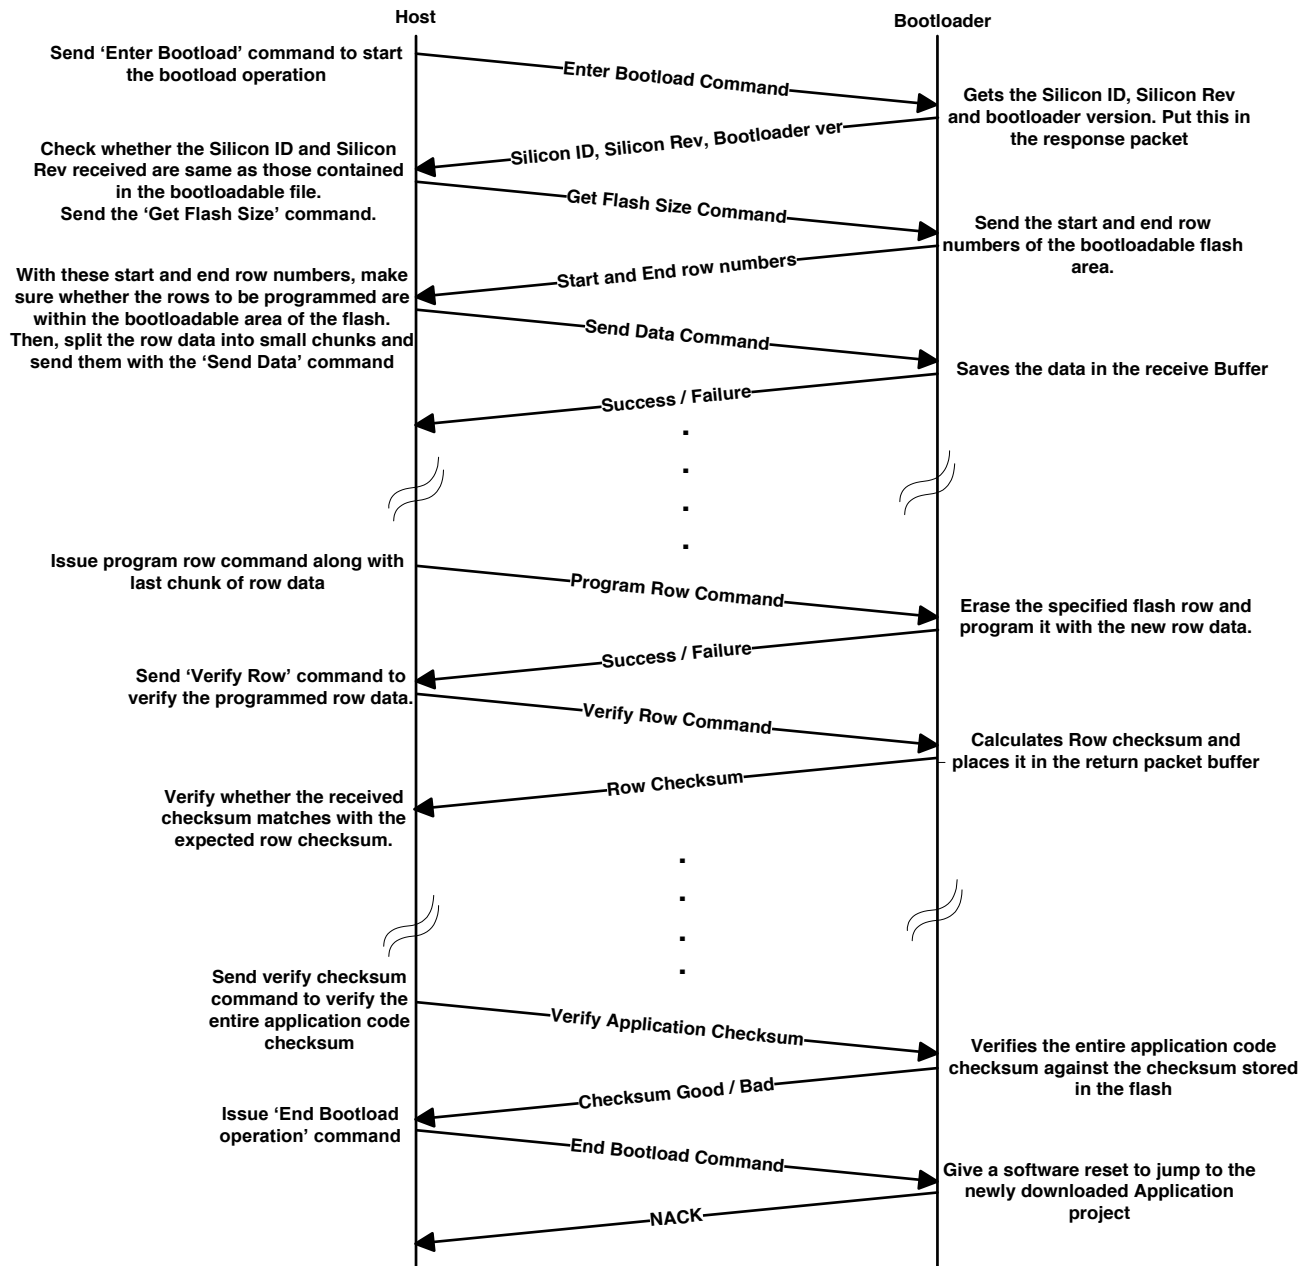 Host
Bootloader
Send ‘Enter Bootload’ command to start
the bootload operation
Enter Bootload Command
Gets the Silicon ID, Silicon Rev
and bootloader version. Put this in
the response packet
Silicon ID, Silicon Rev, Bootloader ver
Check whether the Silicon ID and Silicon
Rev received are same as those contained
in the bootloadable file.
Send the ‘Get Flash Size’ command.
Get Flash Size Command
Send the start and end row
numbers of the bootloadable flash
area.
Start and End row numbers
With these start and end row numbers, make
sure whether the rows to be programmed are
within the bootloadable area of the flash.
Then, split the row data into small chunks and
send them with the ‘Send Data’ command
Send Data Command
Saves the data in the receive Buffer
Success / Failure
Issue program row command along with
last chunk of row data
Program Row Command
Erase the specified flash row and
program it with the new row data.
Success / Failure
Send ‘Verify Row’ command to
verify the programmed row data.
Verify Row Command
Calculates Row checksum and
places it in the return packet buffer
Row Checksum
Verify whether the received
checksum matches with the
expected row checksum.
Send verify checksum
command to verify the
entire application code
checksum
Verify Application Checksum
Verifies the entire application code
checksum against the checksum stored
in the flash
Checksum Good / Bad
Issue ‘End Bootload
operation’ command
End Bootload Command
Give a software reset to jump to the
newly downloaded Application
project
NACK